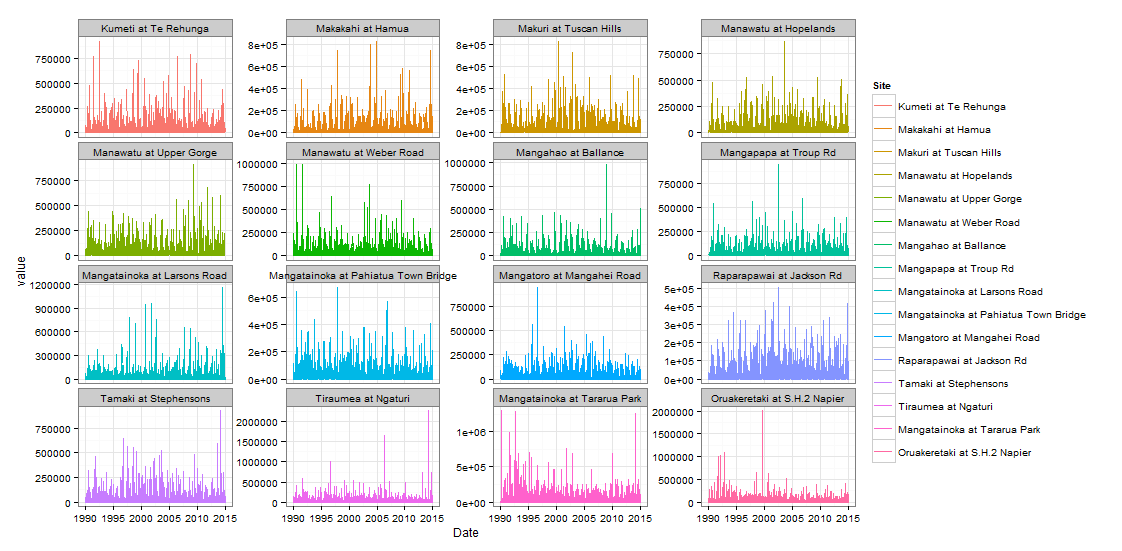 Kumeti at Te Rehunga Makakahi at Hamua Makuri at Tuscan Hills Manawatu at Hopelands
750000 8e+05 8e+05 750000
500000 6e+05 6e+05 500000
250000 4e+05 4e+05 250000
0 2e+05 2e+05 0
0e+00 0e+00
Manawatu at Upper Gorge Manawatu at Weber Road Mangahao at Ballance Mangapapa at Troup Rd
750000 1000000 1000000 750000
500000 750000 750000 500000
250000 500000 500000 250000
0 250000 250000 0
0 0
Mangatainoka at Larsons Road Mangatainoka at Pahiatua Town Bridge Mangatoro at Mangahei Road Raparapawai at Jackson Rd
1200000 6e+05 750000 5e+05
900000 4e+05 500000 4e+05
600000 2e+05 250000 3e+05
300000 0e+00 0 2e+05
0 1e+05
0e+00
Tamaki at Stephensons Tiraumea at Ngaturi Mangatainoka at Tararua Park Oruakeretaki at S.H.2 Napier
750000 2000000 1e+06 2000000
500000 1500000 5e+05 1500000
250000 1000000 0e+00 1000000
0 500000 500000
0 0
1990 1995 2000 2005 2010 2015 1990 1995 2000 2005 2010 2015 1990 1995 2000 2005 2010 2015 1990 1995 2000 2005 2010 2015
value
Date
Site
Kumeti at Te Rehunga
Makakahi at Hamua
Makuri at Tuscan Hills
Manawatu at Hopelands
Manawatu at Upper Gorge
Manawatu at Weber Road
Mangahao at Ballance
Mangapapa at Troup Rd
Mangatainoka at Larsons Road
Mangatainoka at Pahiatua Town Bridge
Mangatoro at Mangahei Road
Raparapawai at Jackson Rd
Tamaki at Stephensons
Tiraumea at Ngaturi
Mangatainoka at Tararua Park
Oruakeretaki at S.H.2 Napier